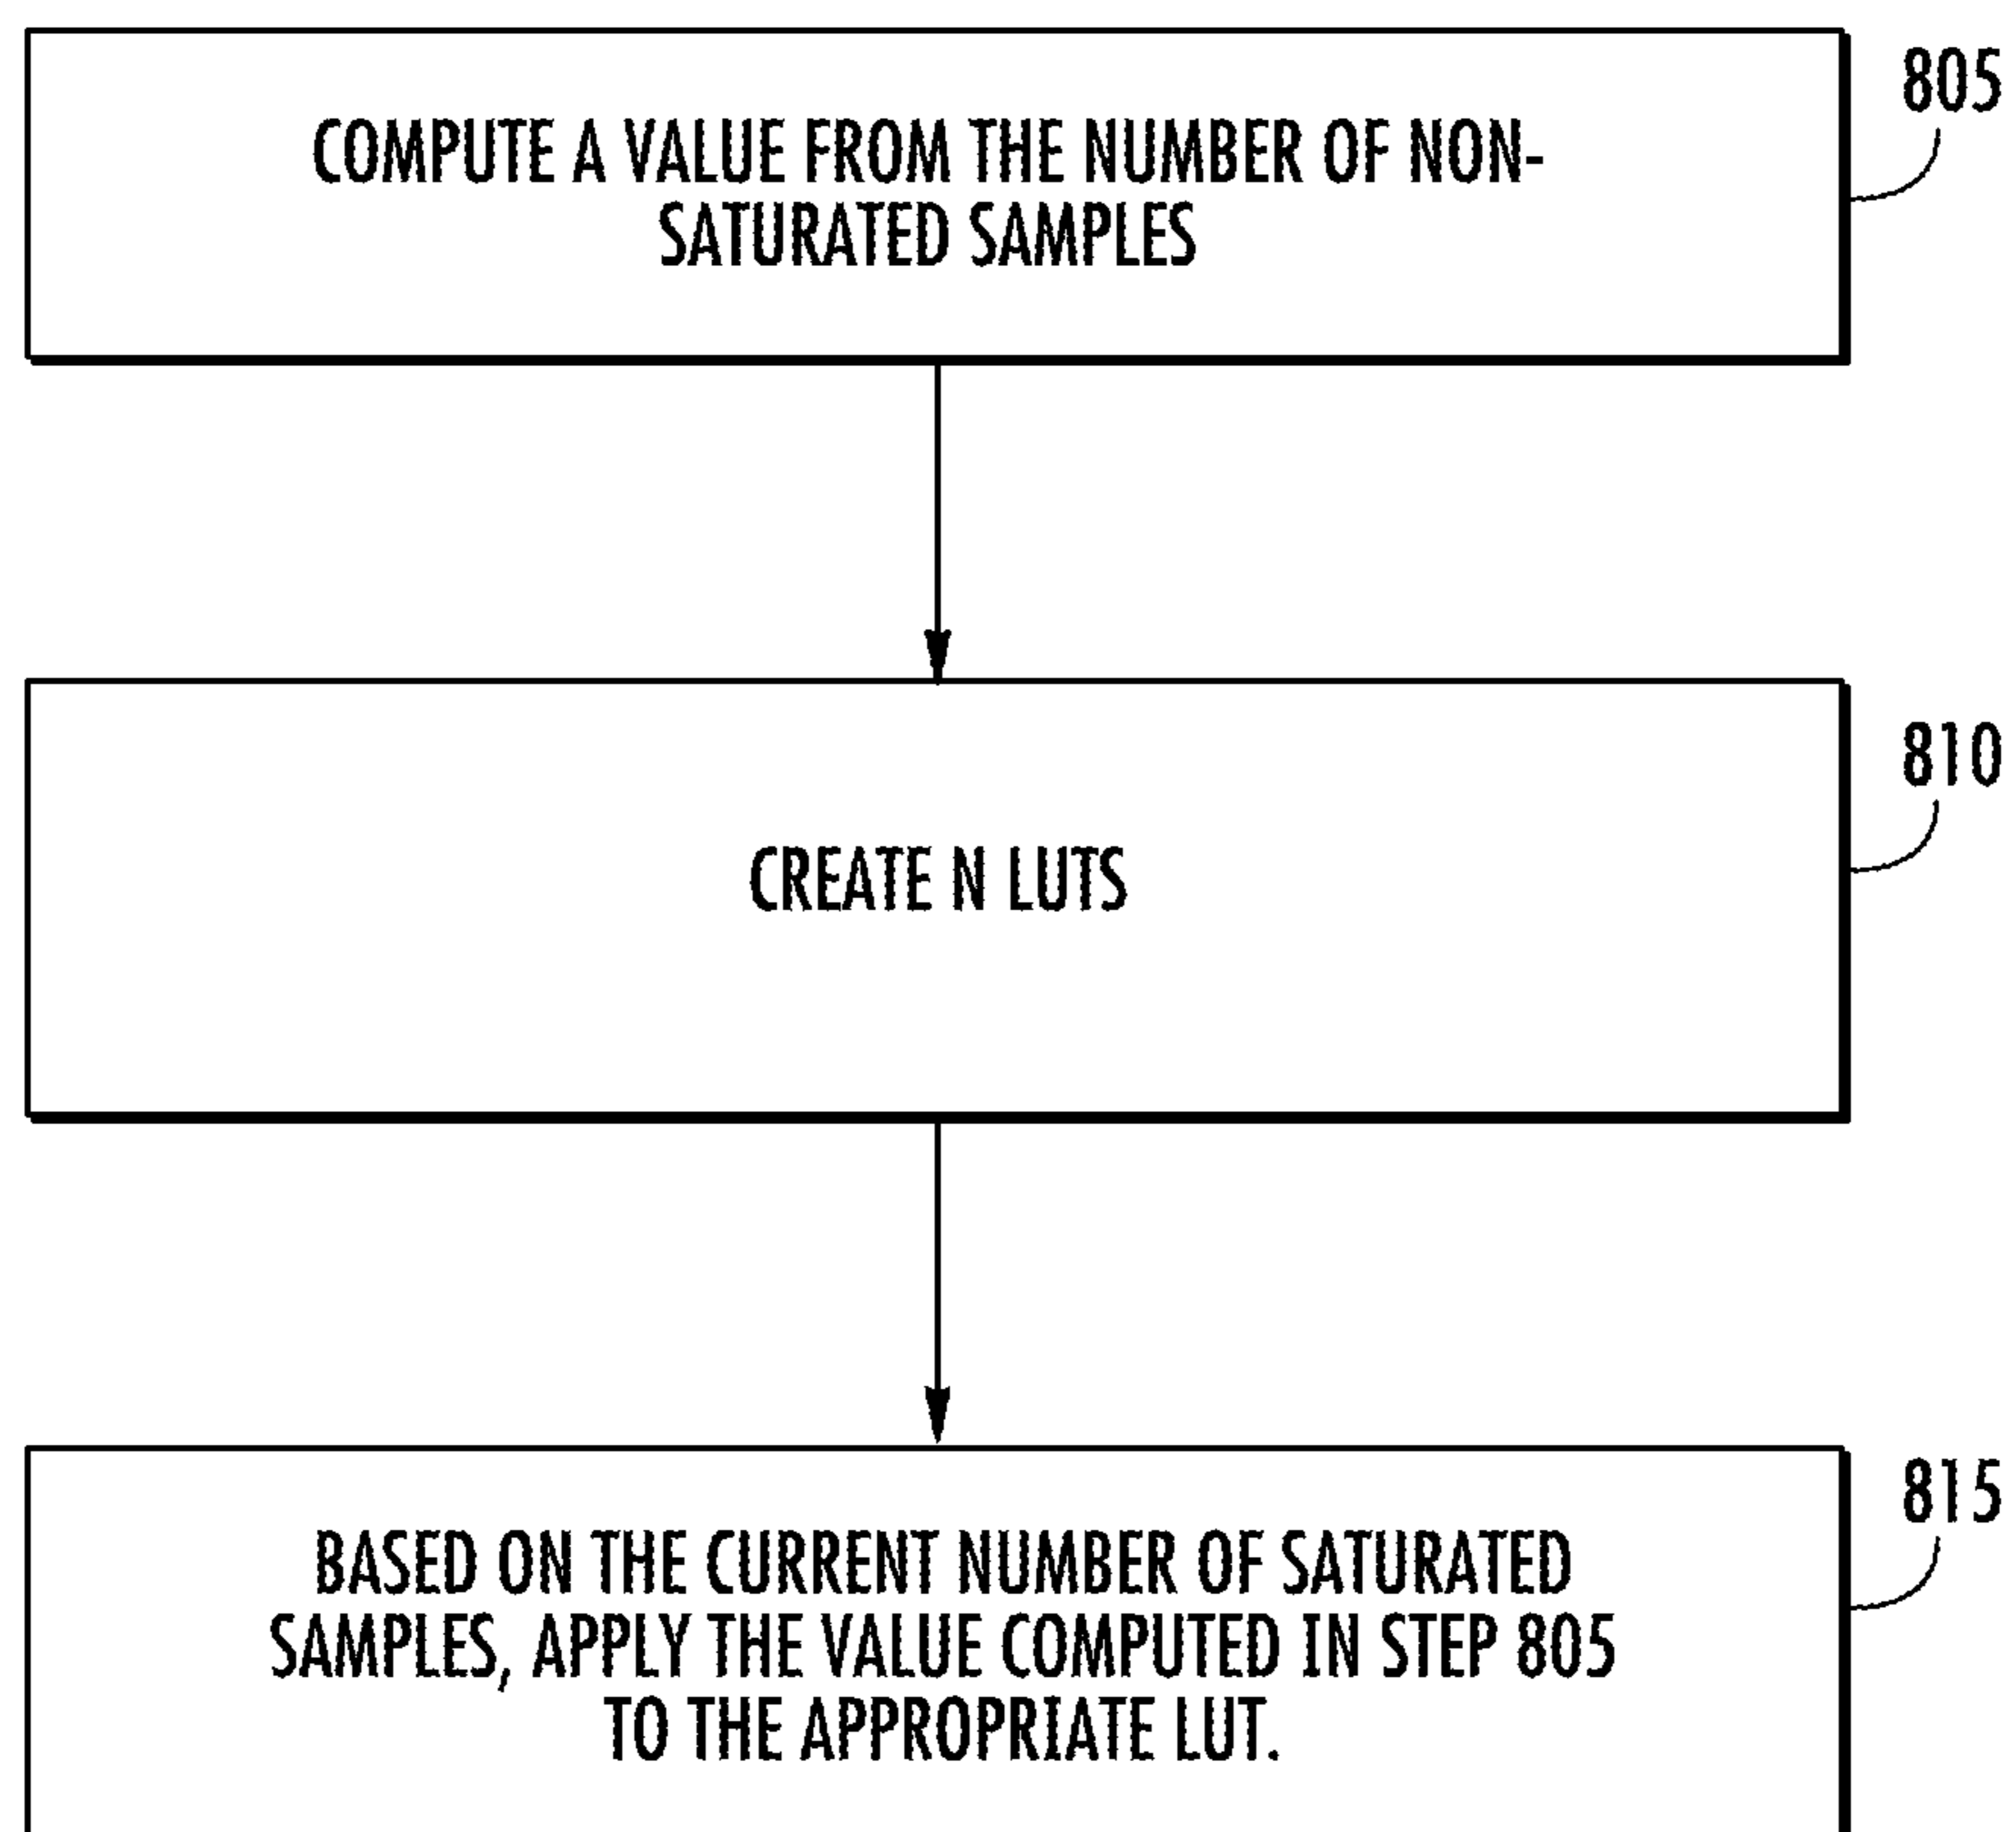 805
COMPUTE A VALUE FROM THE NUMBER OF NON-
SATURATED SAMPLES
810
CREATE N LUTS
815
BASED ON THE CURRENT NUMBER OF SATURATED
SAMPLES, APPLY THE VALUE COMPUTED IN STEP 805
TO THE APPROPRIATE LUT.